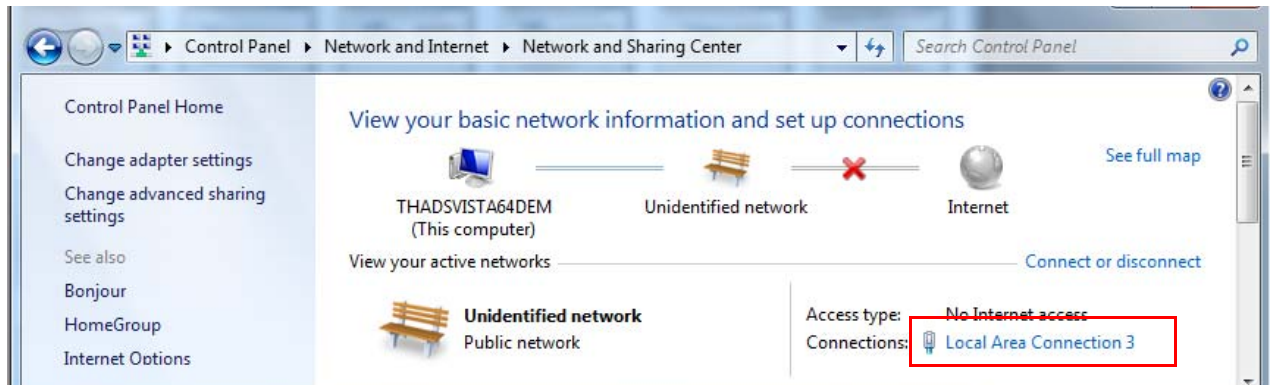 Control Panel Network and Internet Network and Sharing Center Search Control Panel
Control Panel Home
Change adapter settings
Change advanced sharing
settings
See also
Bonjour
HomeGroup
Internet Options
View your basic network information and set up connections
See full map
THADSVISTA64DEM Unidentified network Internet
(This computer)
View your active networks Connect or disconnect
Unidentified network
Public network
Access type: No Internet access
Connections: Local Area Connection 3